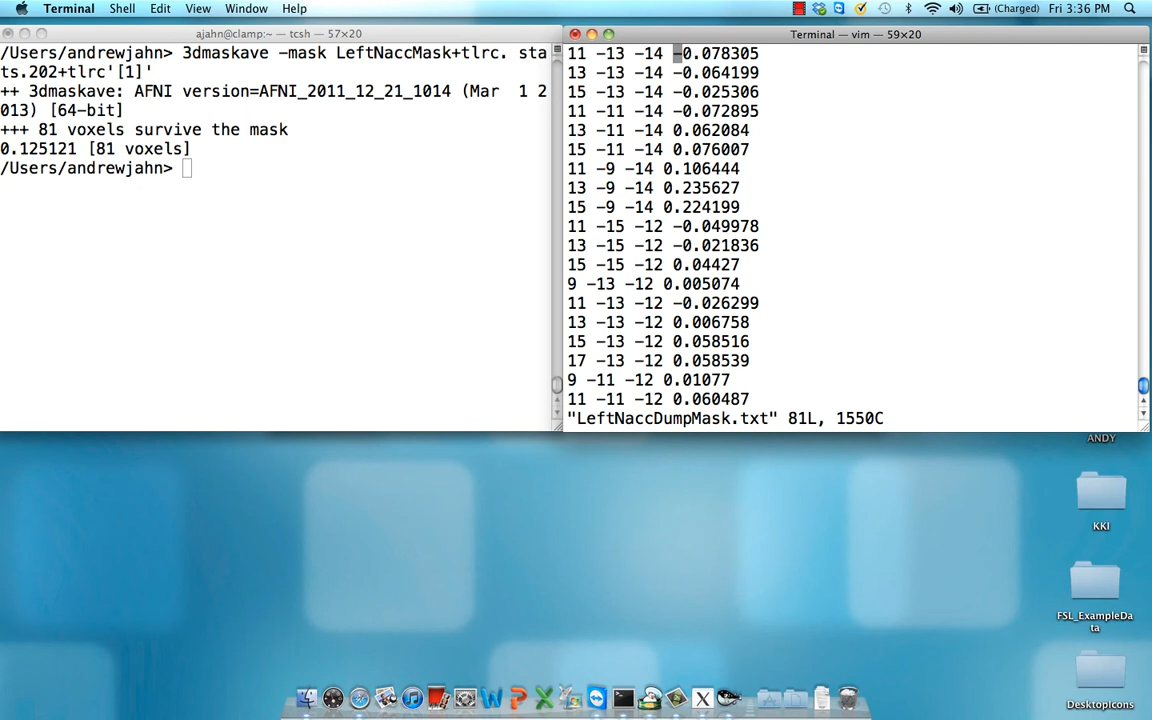 Terminal Shell Edit View Window Help (Charged) Fri 3:36 PM
ajahn@clamp:~ — tcsh — 57×20
/Users/andrewjahn> 3dmaskave -mask LeftNaccMask+tlrc. sta
ts.202+tlrc'[1]'
++ 3dmaskave: AFNI version=AFNI_2011_12_21_1014 (Mar  1 2
013) [64-bit]
+++ 81 voxels survive the mask
0.125121 [81 voxels]
/Users/andrewjahn>
Terminal — vim — 59×20
11 -13 -14 -0.078305
13 -13 -14 -0.064199
15 -13 -14 -0.025306
11 -11 -14 -0.072895
13 -11 -14 0.062084
15 -11 -14 0.076007
11 -9 -14 0.106444
13 -9 -14 0.235627
15 -9 -14 0.224199
11 -15 -12 -0.049978
13 -15 -12 -0.021836
15 -15 -12 0.04427
9 -13 -12 0.005074
11 -13 -12 -0.026299
13 -13 -12 0.006758
15 -13 -12 0.058516
17 -13 -12 0.058539
9 -11 -12 0.01077
11 -11 -12 0.060487
"LeftNaccDumpMask.txt" 81L, 1550C
ANDY
KKI
FSL_ExampleDa
ta
DesktopIcons